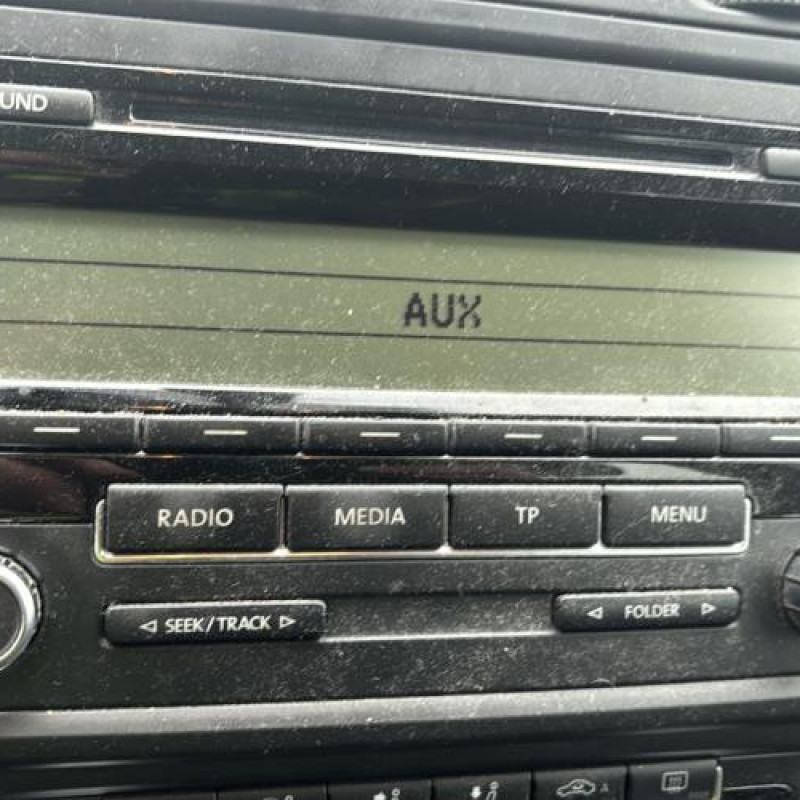 UND
AUX
RADIO MEDIA TP MENU
◁ SEEK/TRACK ▷ ◁ FOLDER ▷
A